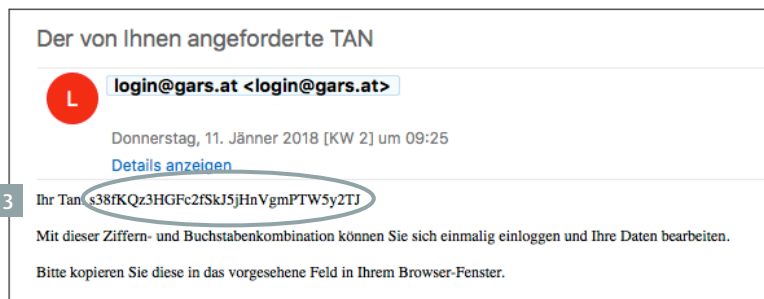 Der von Ihnen angeforderte TAN
L
login@gars.at <login@gars.at>
Donnerstag, 11. Jänner 2018 [KW 2] um 09:25
Details anzeigen
3
Ihr Tan: s38fKQz3HGFc2fSkJ5jHnVgmPTW5y2TJ
Mit dieser Ziffern- und Buchstabenkombination können Sie sich einmalig einloggen und Ihre Daten bearbeiten.
Bitte kopieren Sie diese in das vorgesehene Feld in Ihrem Browser-Fenster.